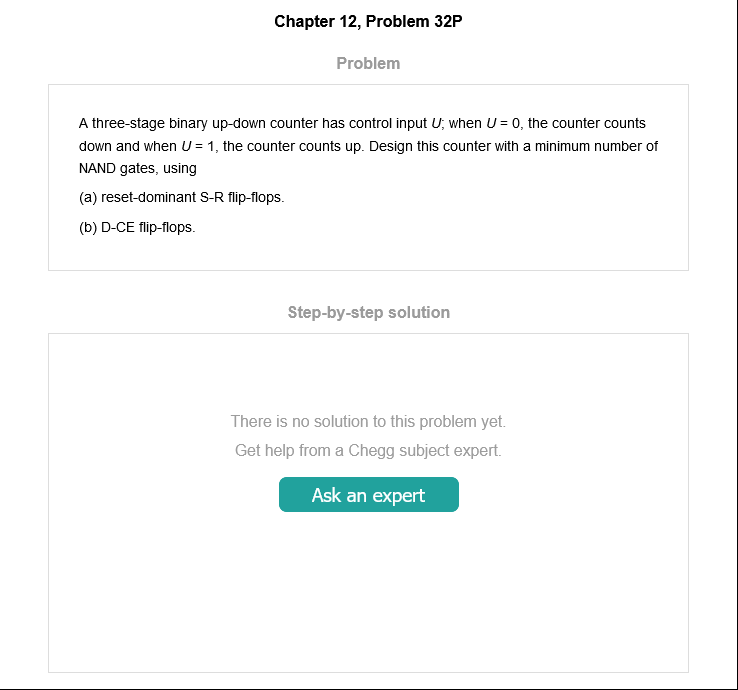 Chapter 12, Problem 32P
Problem
A three-stage binary up-down counter has control input U; when U = 0, the counter counts
down and when U = 1, the counter counts up. Design this counter with a minimum number of
NAND gates, using
(a) reset-dominant S-R flip-flops.
(b) D-CE flip-flops.
Step-by-step solution
There is no solution to this problem yet.
Get help from a Chegg subject expert.
Ask an expert